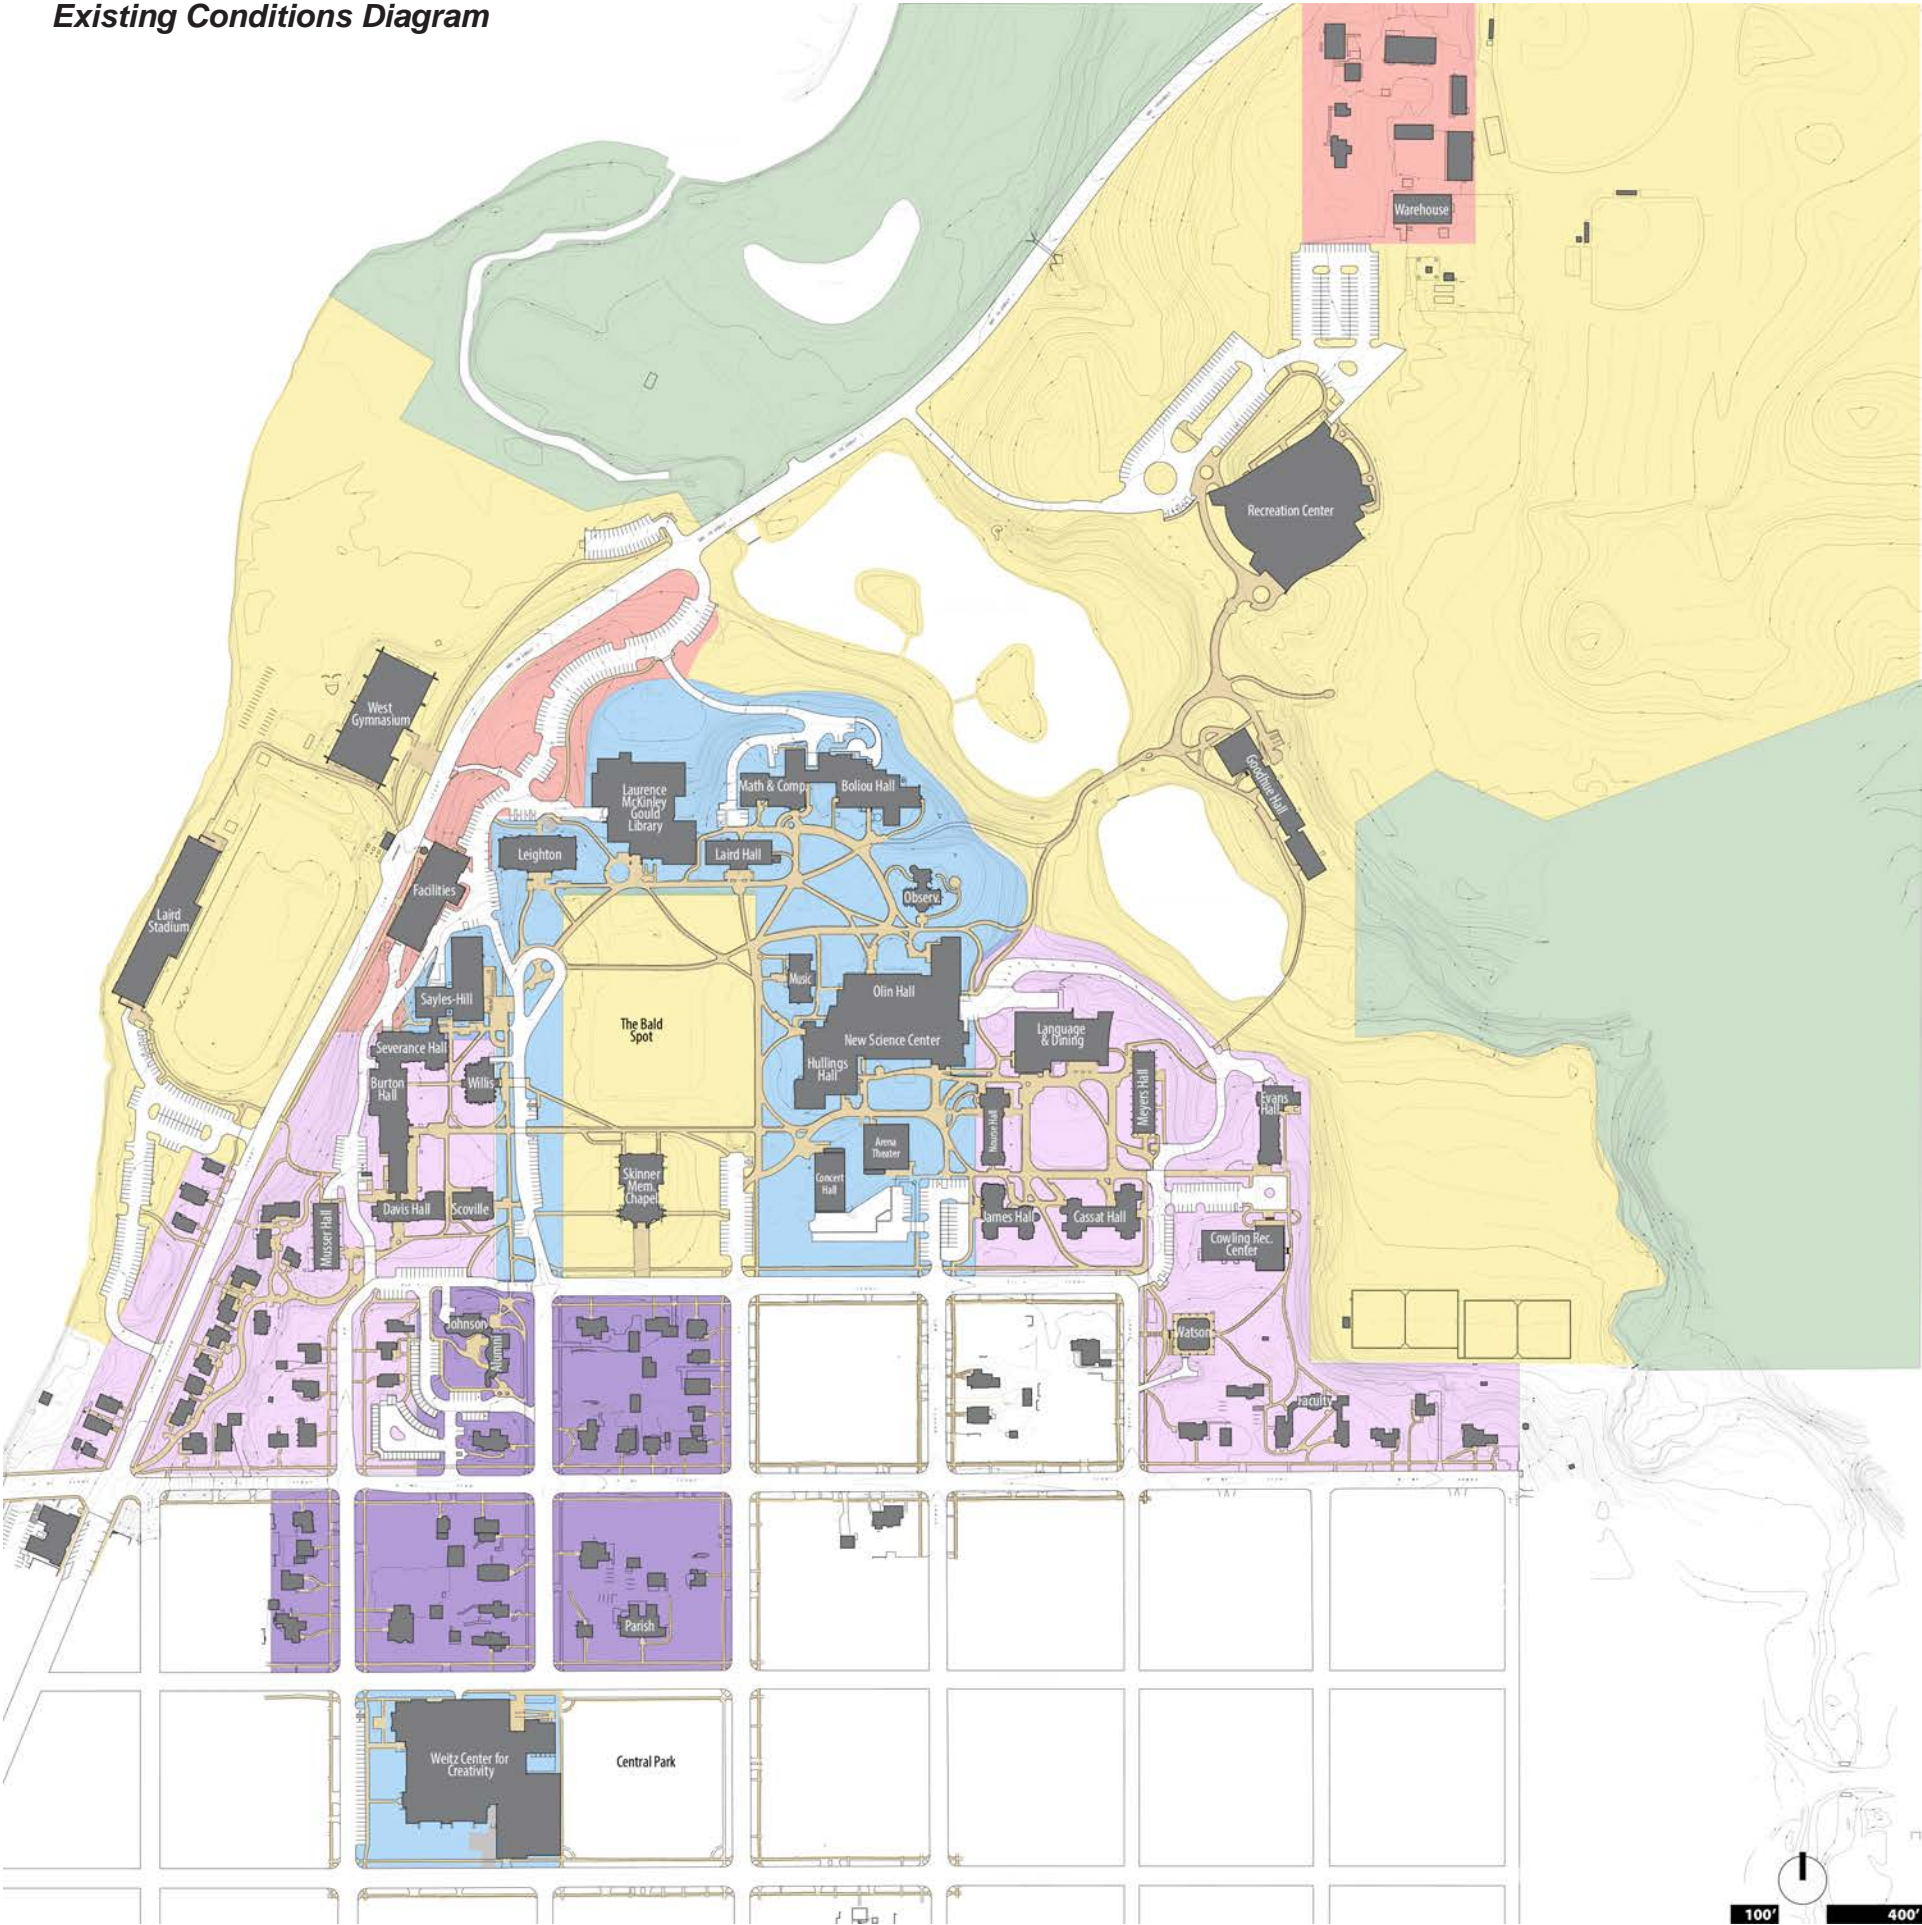 Existing Conditions Diagram
Warehouse
Recreation Center
West
Gymnasium
Goodhue Hall
Laurence
McKinley
Gould
Library
Math & Comp.
Boliou Hall
Leighton
Laird Hall
Facilities
Observ.
Laird
Stadium
Music
Olin Hall
Sayles-Hill
The Bald
Spot
Language
& Dining
Severance Hall
New Science Center
Burton
Hall
Willis
Hullings
Hall
Meyers Hall
Evans
Hall
Nourse Hall
Arena
Theater
Skinner
Mem.
Chapel
Concert
Hall
Davis Hall
Scoville
Musser Hall
James Hall
Cassat Hall
Cowling Rec.
Center
Johnson
Alumni
Watson
Faculty
Parish
Weitz Center for
Creativity
Central Park
100'
400'